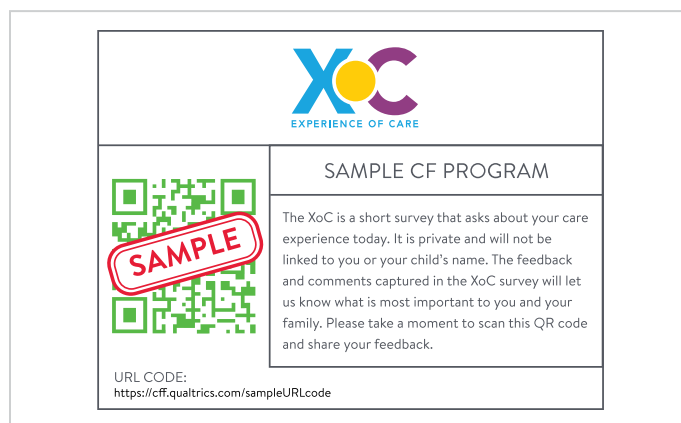 XoC
EXPERIENCE OF CARE
SAMPLE CF PROGRAM
SAMPLE
The XoC is a short survey that asks about your care
experience today. It is private and will not be
linked to you or your child's name. The feedback
and comments captured in the XoC survey will let
us know what is most important to you and your
family. Please take a moment to scan this QR code
and share your feedback.
URL CODE:
https://cff.qualtrics.com/sampleURLcode